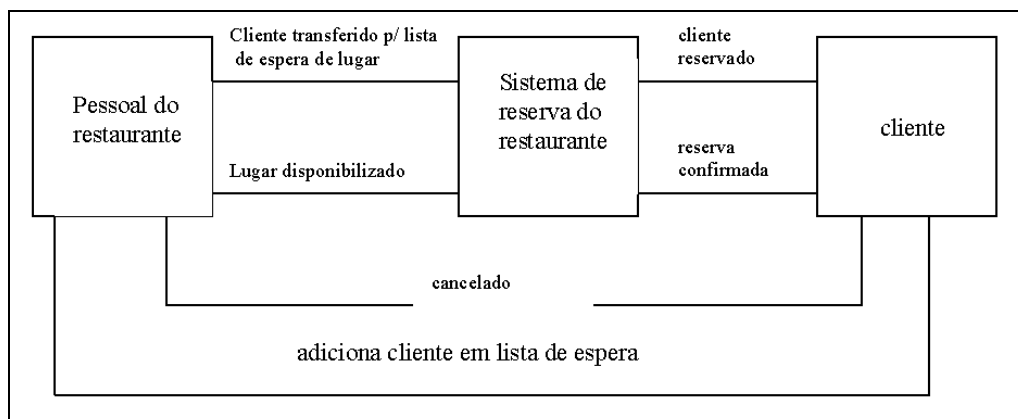 Cliente transferido p/ lista
de espera de lugar
cliente
reservado
Pessoal do
restaurante
Sistema de
reserva do
restaurante
cliente
Lugar disponibilizado
reserva
confirmada
cancelado
adiciona cliente em lista de espera